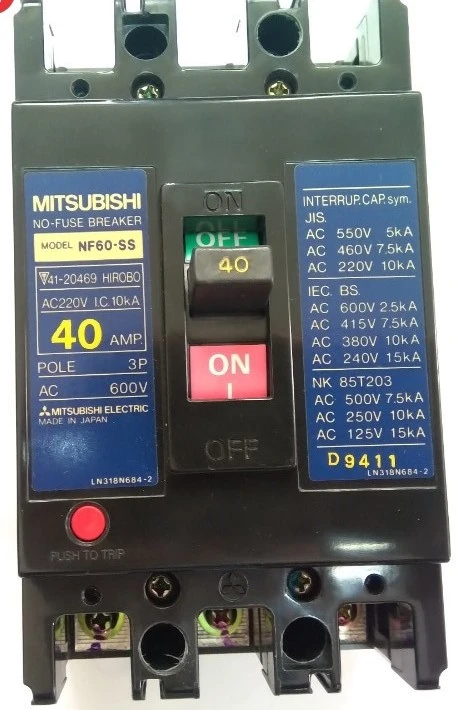 ON
OFF
40
ON
I
OFF
MITSUBISHI
NO-FUSE BREAKER
MODEL NF60-SS
41-20469 HIROBO
AC220V I.C.10kA
40 AMP.
POLE 3P
AC 600V
MITSUBISHI ELECTRIC
MADE IN JAPAN
LN318N684-2
PUSH TO TRIP
INTERRUP.CAP.sym.
JIS.
AC 550V 5kA
AC 460V 7.5kA
AC 220V 10kA
IEC. BS.
AC 600V 2.5kA
AC 415V 7.5kA
AC 380V 10kA
AC 240V 15kA
NK 85T203
AC 500V 7.5kA
AC 250V 10kA
AC 125V 15kA
D9411
LN318N684-2